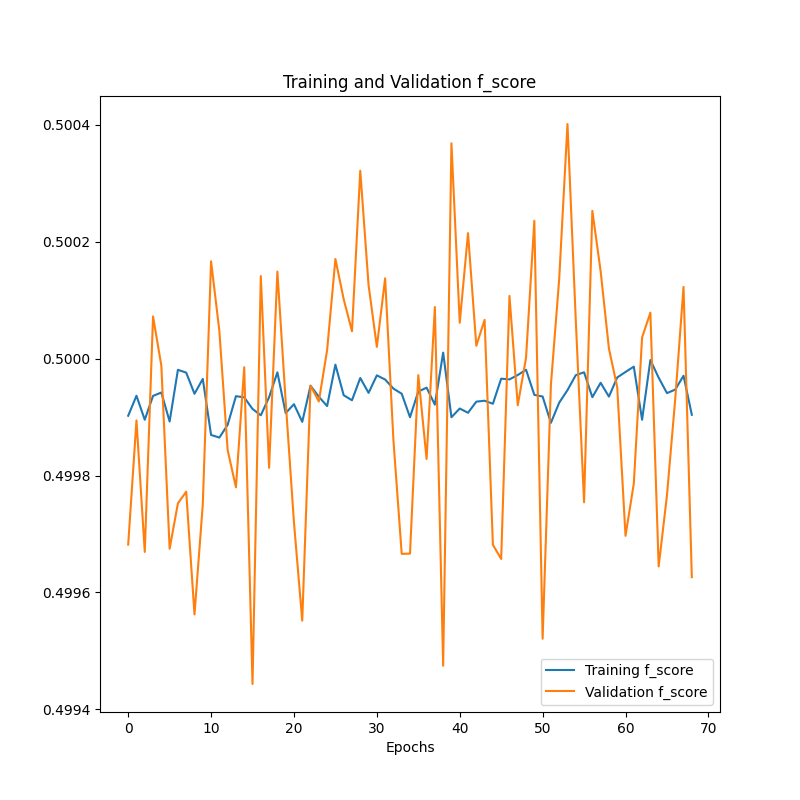 Training and Validation f_score
0.5004
0.5002
0.5000
0.4998
0.4996
0.4994
Training f_score
Validation f_score
0 10 20 30 40 50 60 70
Epochs